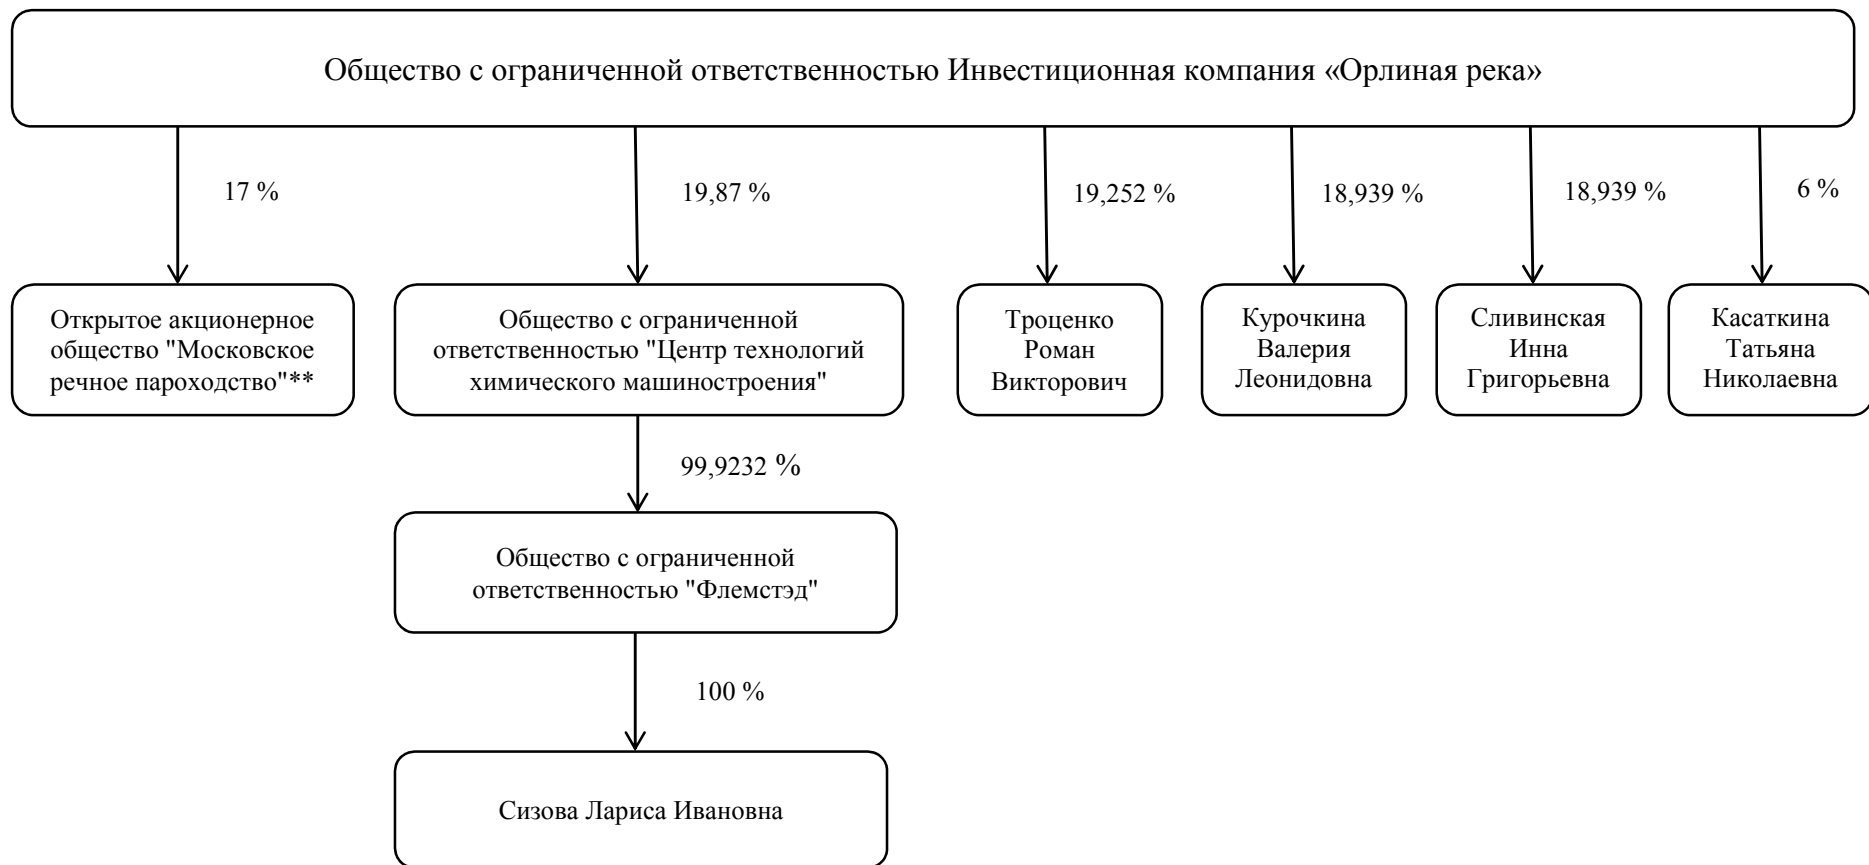 Общество с ограниченной ответственностью Инвестиционная компания «Орлиная река»
17 %
19,87 %
19,252 %
18,939 %
18,939 %
6 %
Открытое акционерное
общество "Московское
речное пароходство"**
Общество с ограниченной
ответственностью "Центр технологий
химического машиностроения"
Троценко
Роман
Викторович
Курочкина
Валерия
Леонидовна
Сливинская
Инна
Григорьевна
Касаткина
Татьяна
Николаевна
99,9232 %
Общество с ограниченной
ответственностью "Флемстэд"
100 %
Сизова Лариса Ивановна